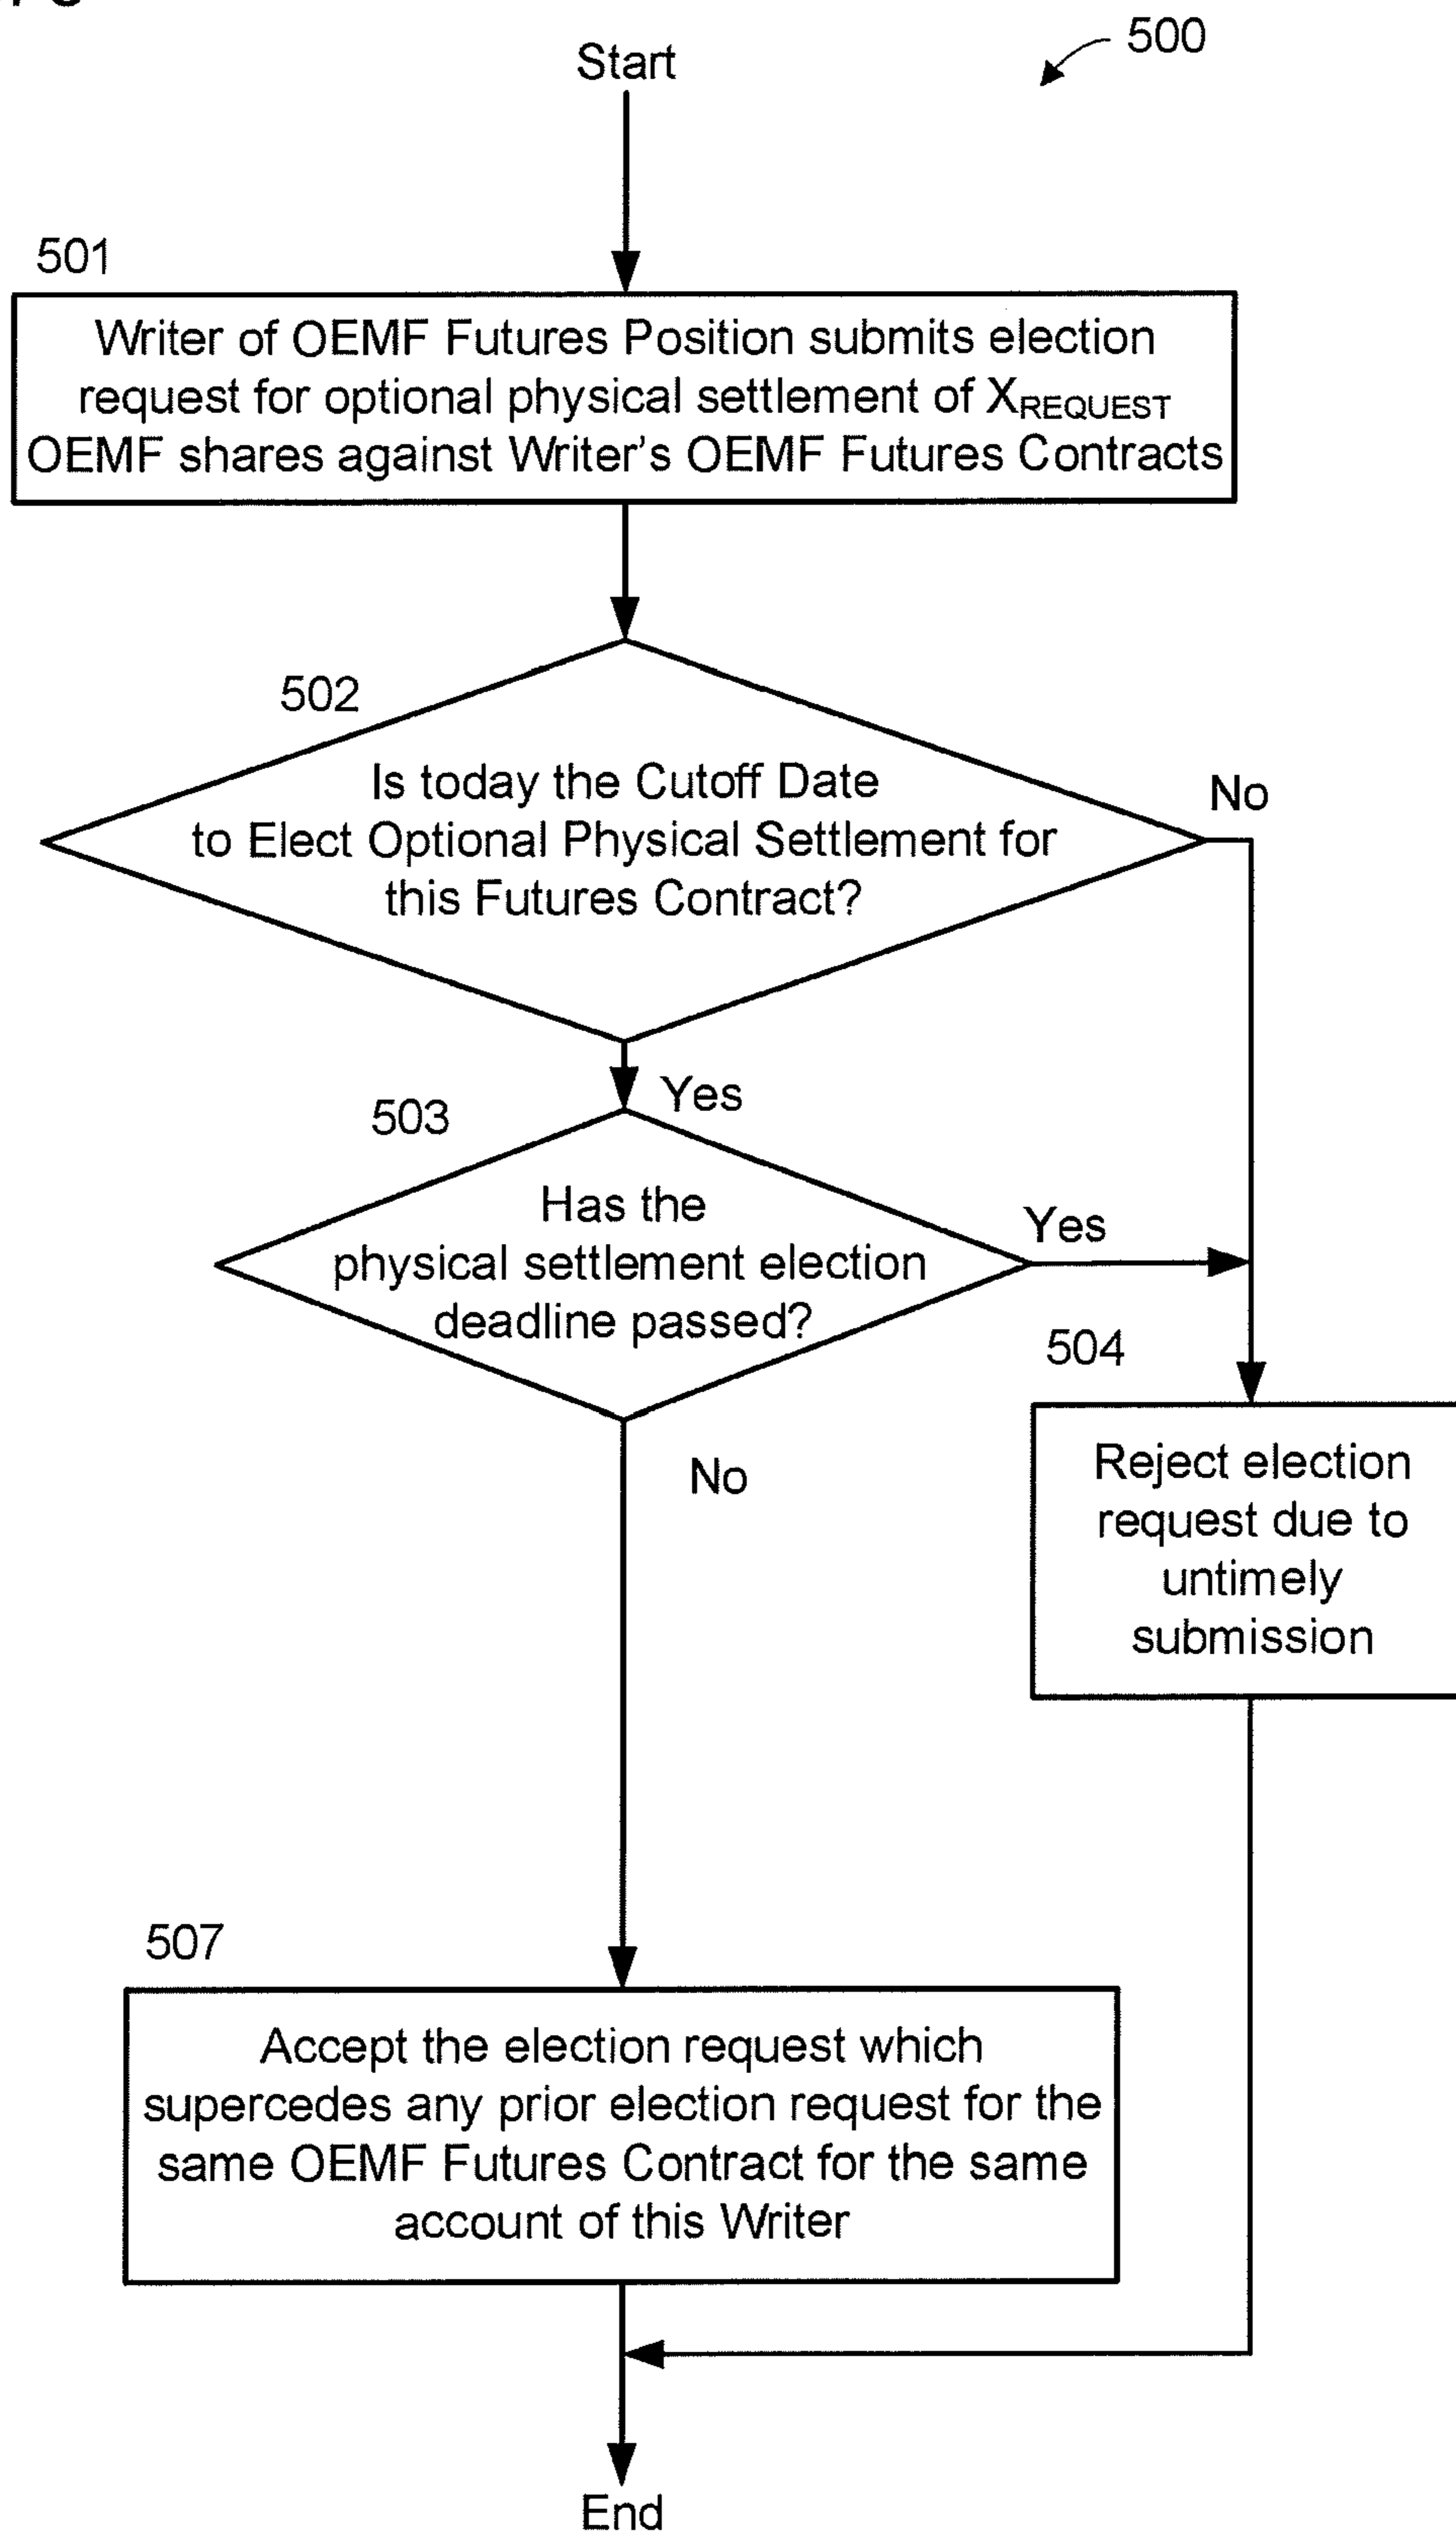 500
Start
501
Writer of OEMF Futures Position submits election
request for optional physical settlement of XREQUEST
OEMF shares against Writer's OEMF Futures Contracts
502
Is today the Cutoff Date
to Elect Optional Physical Settlement for
this Futures Contract?
No
Yes
503
Has the
physical settlement election
deadline passed?
Yes
504
No
Reject election
request due to
untimely
submission
507
Accept the election request which
supercedes any prior election request for the
same OEMF Futures Contract for the same
account of this Writer
End